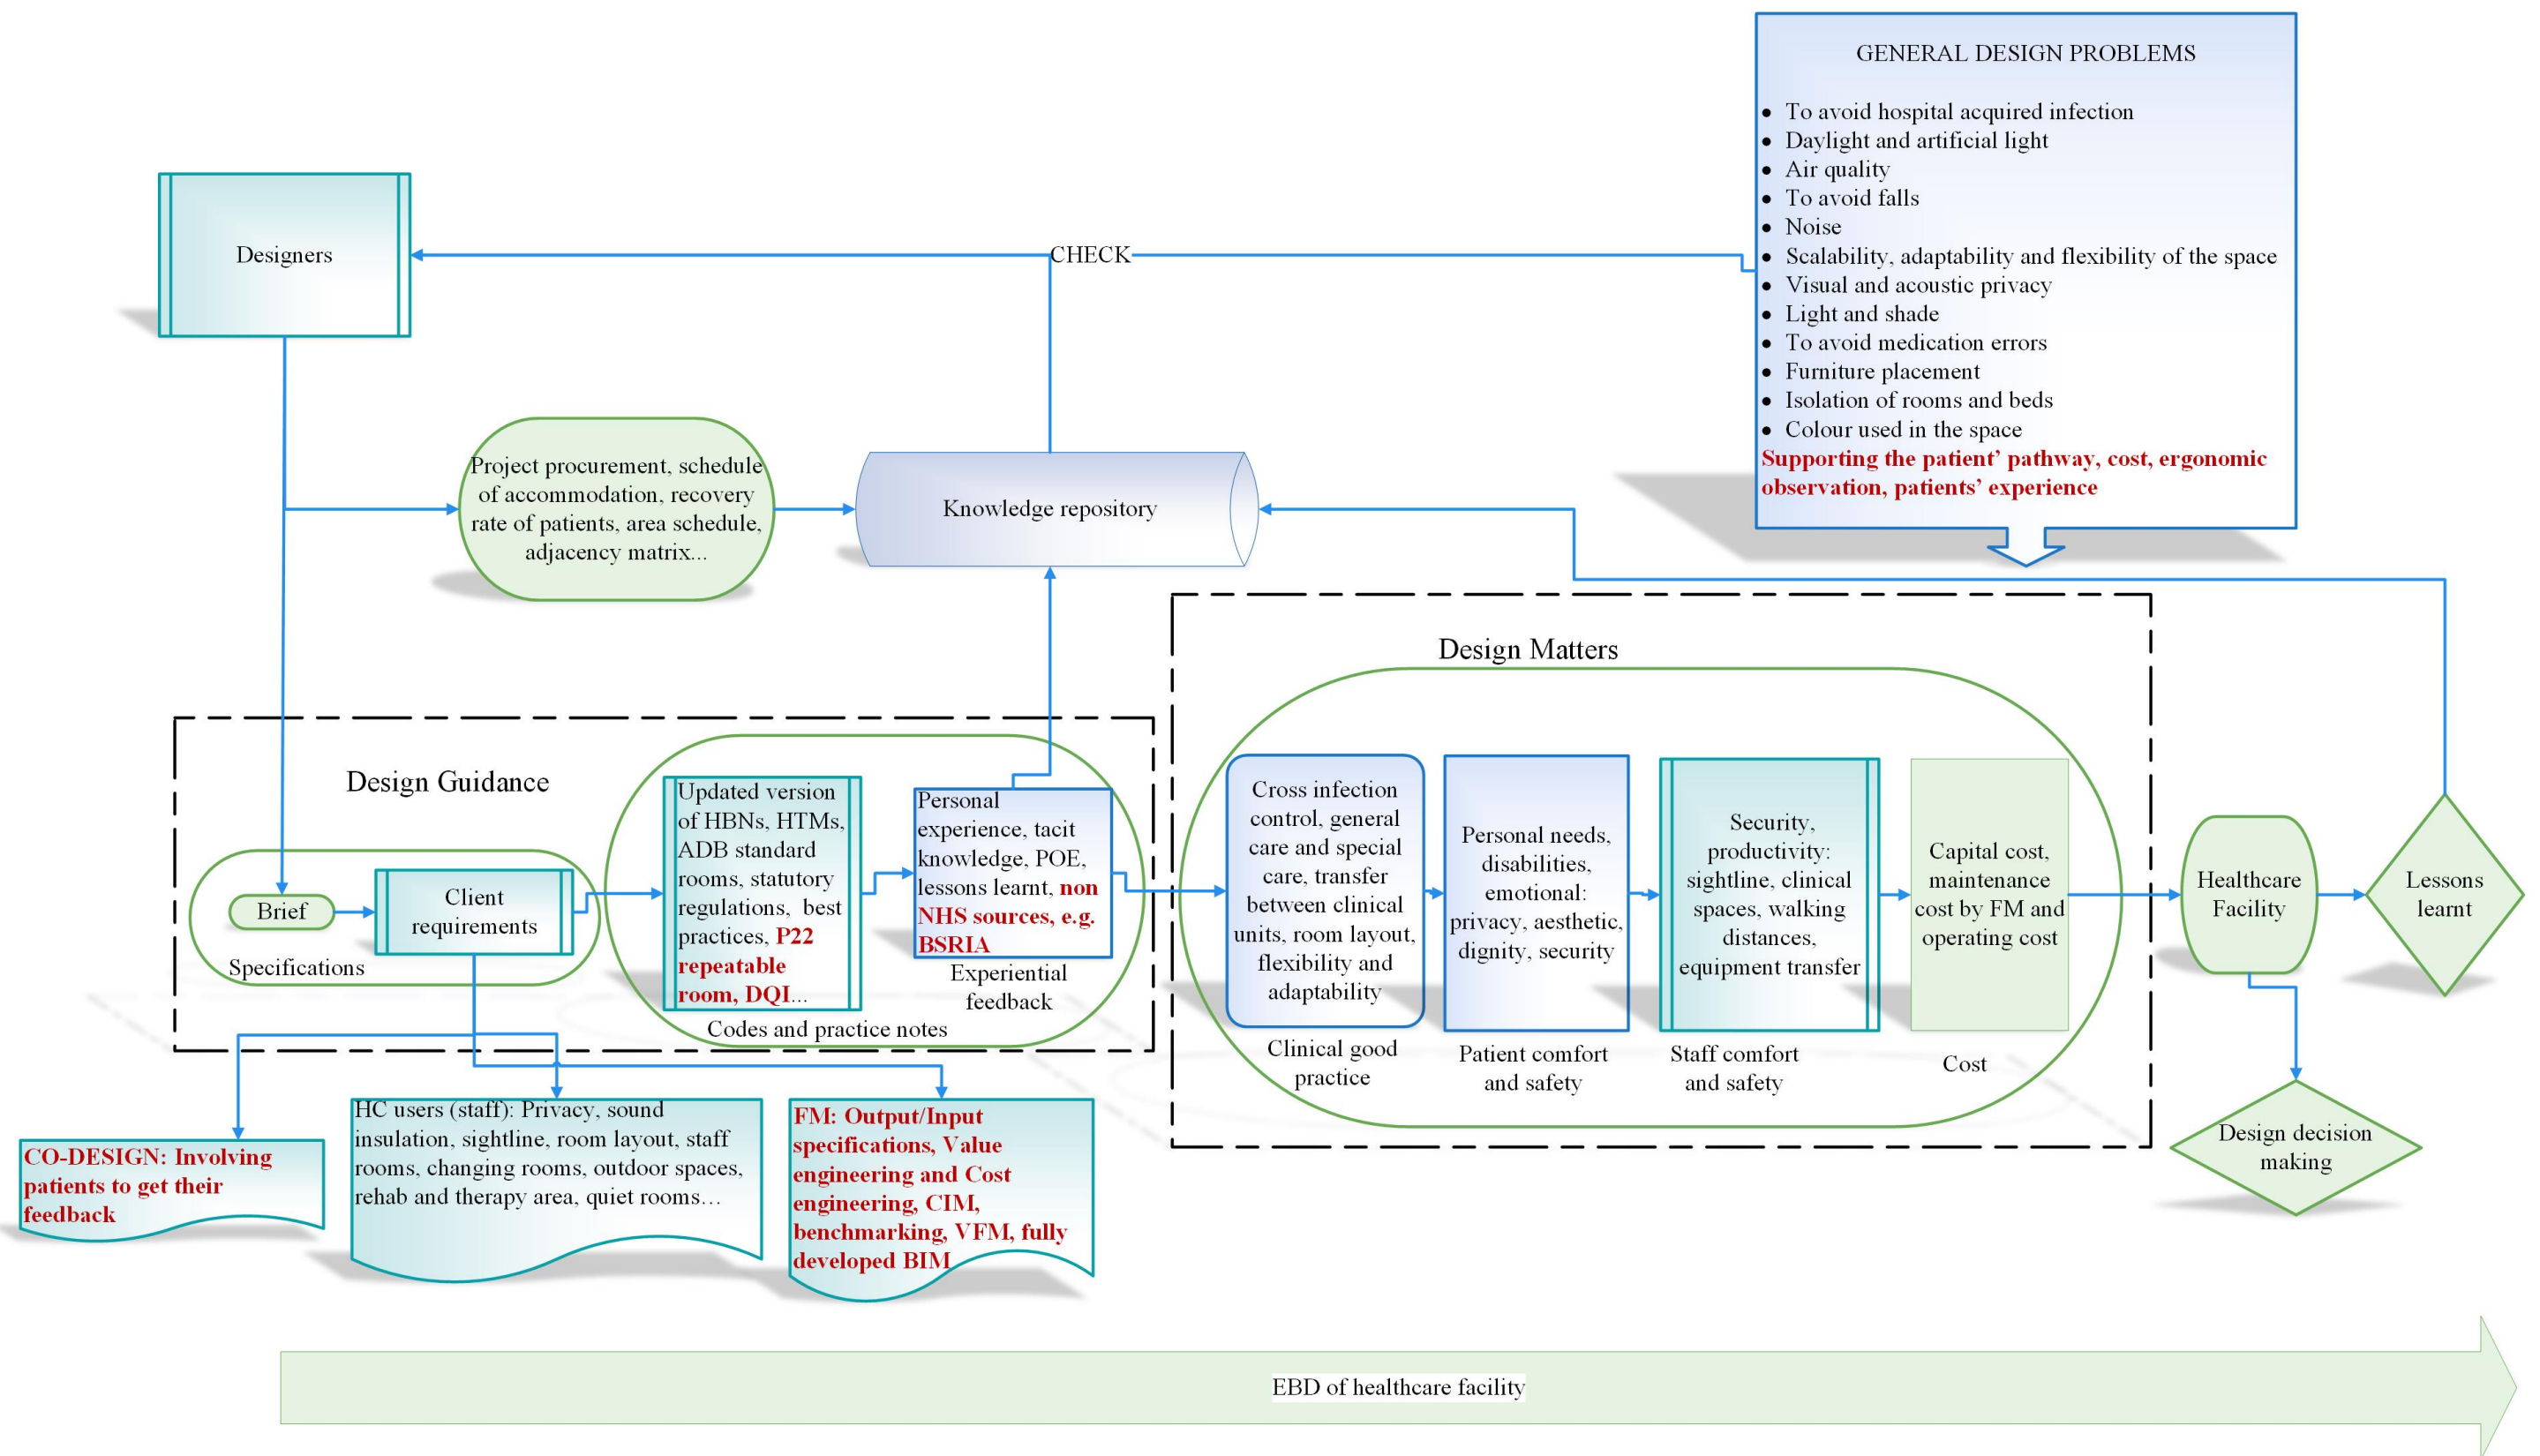 GENERAL DESIGN PROBLEMS
• To avoid hospital acquired infection
• Daylight and artificial light
• Air quality
• To avoid falls
• Noise
• Scalability, adaptability and flexibility of the space
• Visual and acoustic privacy
• Light and shade
• To avoid medication errors
• Furniture placement
• Isolation of rooms and beds
• Colour used in the space
Supporting the patient’ pathway, cost, ergonomic
observation, patients’ experience
Designers
CHECK
Project procurement, schedule
of accommodation, recovery
rate of patients, area schedule,
adjacency matrix...
Knowledge repository
Design Guidance
Brief
Client
requirements
Specifications
Updated version
of HBNs, HTMs,
ADB standard
rooms, statutory
regulations, best
practices, P22
repeatable
room, DQI...
Codes and practice notes
Personal
experience, tacit
knowledge, POE,
lessons learnt, non
NHS sources, e.g.
BSRIA
Experiential
feedback
Design Matters
Cross infection
control, general
care and special
care, transfer
between clinical
units, room layout,
flexibility and
adaptability
Clinical good
practice
Personal needs,
disabilities,
emotional:
privacy, aesthetic,
dignity, security
Patient comfort
and safety
Security,
productivity:
sightline, clinical
spaces, walking
distances,
equipment transfer
Staff comfort
and safety
Capital cost,
maintenance
cost by FM and
operating cost
Cost
Healthcare
Facility
Lessons
learnt
Design decision
making
CO-DESIGN: Involving
patients to get their
feedback
HC users (staff): Privacy, sound
insulation, sightline, room layout, staff
rooms, changing rooms, outdoor spaces,
rehab and therapy area, quiet rooms…
FM: Output/Input
specifications, Value
engineering and Cost
engineering, CIM,
benchmarking, VFM, fully
developed BIM
EBD of healthcare facility